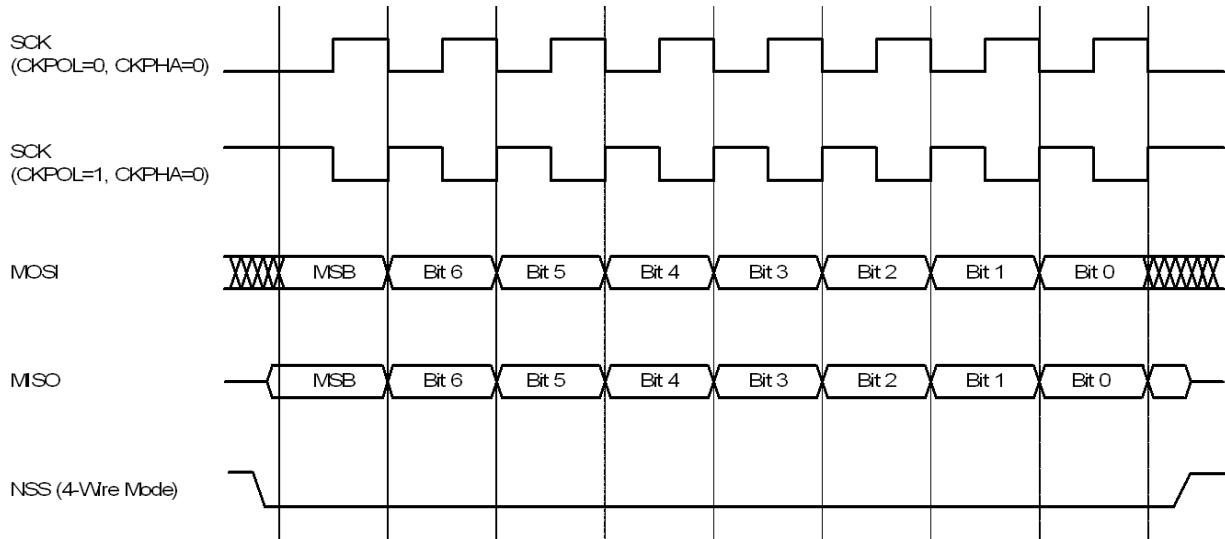 SCK
(CKPOL=0, CKPHA=0)
SCK
(CKPOL=1, CKPHA=0)
MOSI
MSB Bit 6 Bit 5 Bit 4 Bit 3 Bit 2 Bit 1 Bit 0
MISO
MSB Bit 6 Bit 5 Bit 4 Bit 3 Bit 2 Bit 1 Bit 0
NSS (4-Wire Mode)